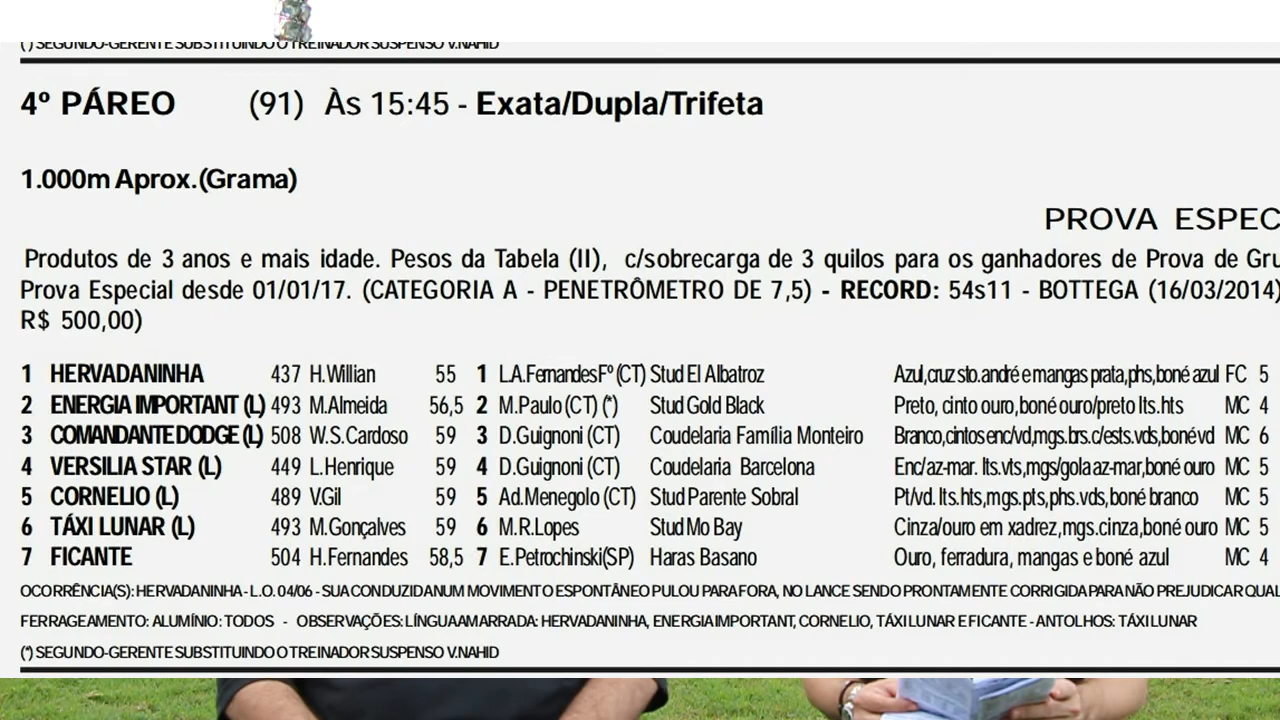 (*) SEGUNDO-GERENTE SUBSTITUINDO O TREINADOR SUSPENSO V.NAHID
4º PÁREO (91) Às 15:45 - Exata/Dupla/Trifeta
1.000m Aprox.(Grama)
PROVA ESPEC
Produtos de 3 anos e mais idade. Pesos da Tabela (II), c/sobrecarga de 3 quilos para os ganhadores de Prova de Gru
Prova Especial desde 01/01/17. (CATEGORIA A - PENETRÔMETRO DE 7,5) - RECORD: 54s11 - BOTTEGA (16/03/2014)
R$ 500,00)
1 HERVADANINHA 437 H.Willian 55 1 L.A.Fernandes Fº (CT) Stud El Albatroz Azul,cruz sto.andré e mangas prata,phs,boné azul FC 5
2 ENERGIA IMPORTANT (L) 493 M.Almeida 56,5 2 M.Paulo (CT) (*) Stud Gold Black Preto, cinto ouro,boné ouro/preto lts.hts MC 4
3 COMANDANTE DODGE (L) 508 W.S.Cardoso 59 3 D.Guignoni (CT) Coudelaria Família Monteiro Branco,cintos enc/vd,mgs.brs.c/ests.vds,boné vd MC 6
4 VERSILIA STAR (L) 449 L.Henrique 59 4 D.Guignoni (CT) Coudelaria Barcelona Enc/az-mar. lts.vts,mgs/gola az-mar,boné ouro MC 5
5 CORNELIO (L) 489 V.Gil 59 5 Ad.Menegolo (CT) Stud Parente Sobral Pt/vd. lts.hts,mgs.pts,phs.vds,boné branco MC 5
6 TÁXI LUNAR (L) 493 M.Gonçalves 59 6 M.R.Lopes Stud Mo Bay Cinza/ouro em xadrez,mgs.cinza,boné ouro MC 5
7 FICANTE 504 H.Fernandes 58,5 7 E.Petrochinski(SP) Haras Basano Ouro, ferradura, mangas e boné azul MC 4
OCORRÊNCIA(S): HERVADANINHA - L.O. 04/06 - SUA CONDUZIDA NUM MOVIMENTO ESPONTÂNEO PULOU PARA FORA, NO LANCE SENDO PRONTAMENTE CORRIGIDA PARA NÃO PREJUDICAR QUAL
FERRAGEAMENTO: ALUMÍNIO: TODOS - OBSERVAÇÕES: LÍNGUA AMARRADA: HERVADANINHA, ENERGIA IMPORTANT, CORNELIO, TÁXI LUNAR E FICANTE - ANTOLHOS: TÁXI LUNAR
(*) SEGUNDO-GERENTE SUBSTITUINDO O TREINADOR SUSPENSO V.NAHID